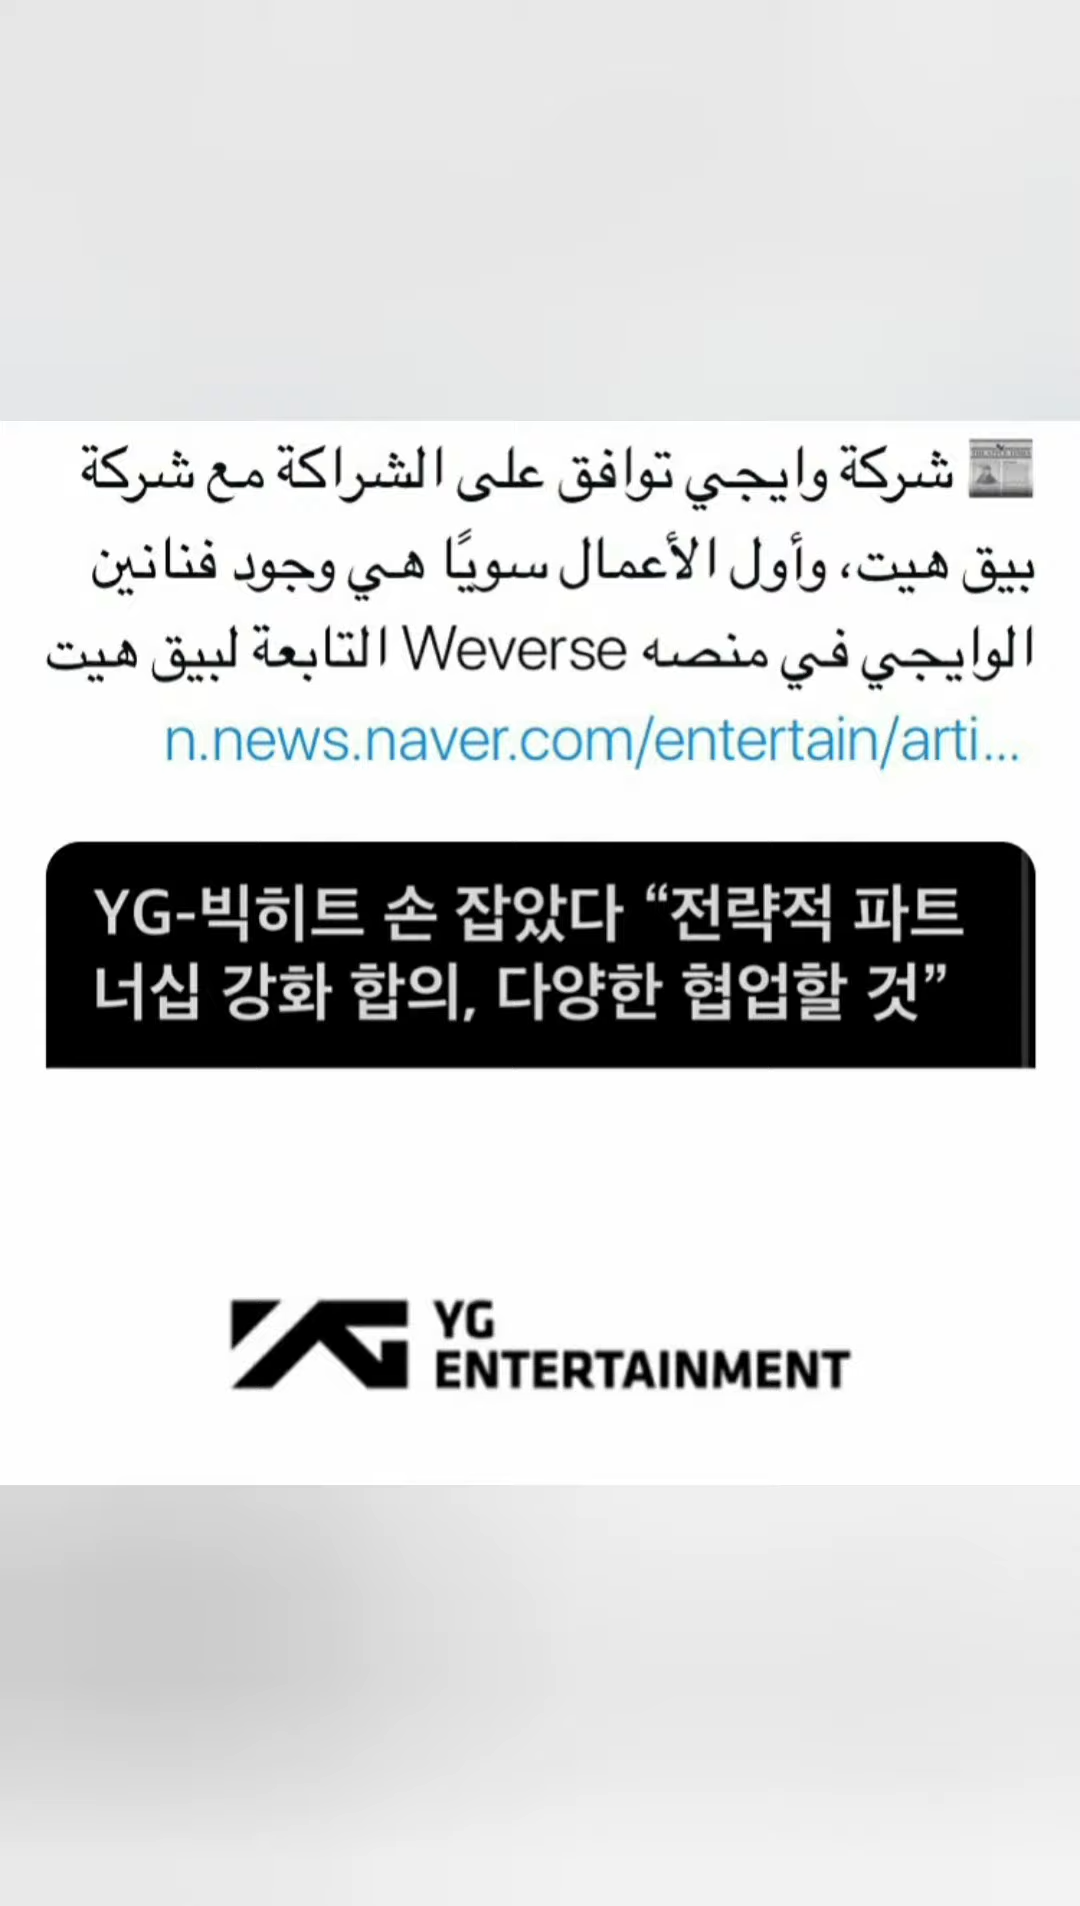 شركة وايجي توافق على الشراكة مع شركة
بيق هيت، وأول الأعمال سويًا هي وجود فنانين
الوايجي في منصه Weverse التابعة لبيق هيت
n.news.naver.com/entertain/arti...
YG-빅히트 손 잡았다 “전략적 파트
너십 강화 합의, 다양한 협업할 것”
YG
ENTERTAINMENT